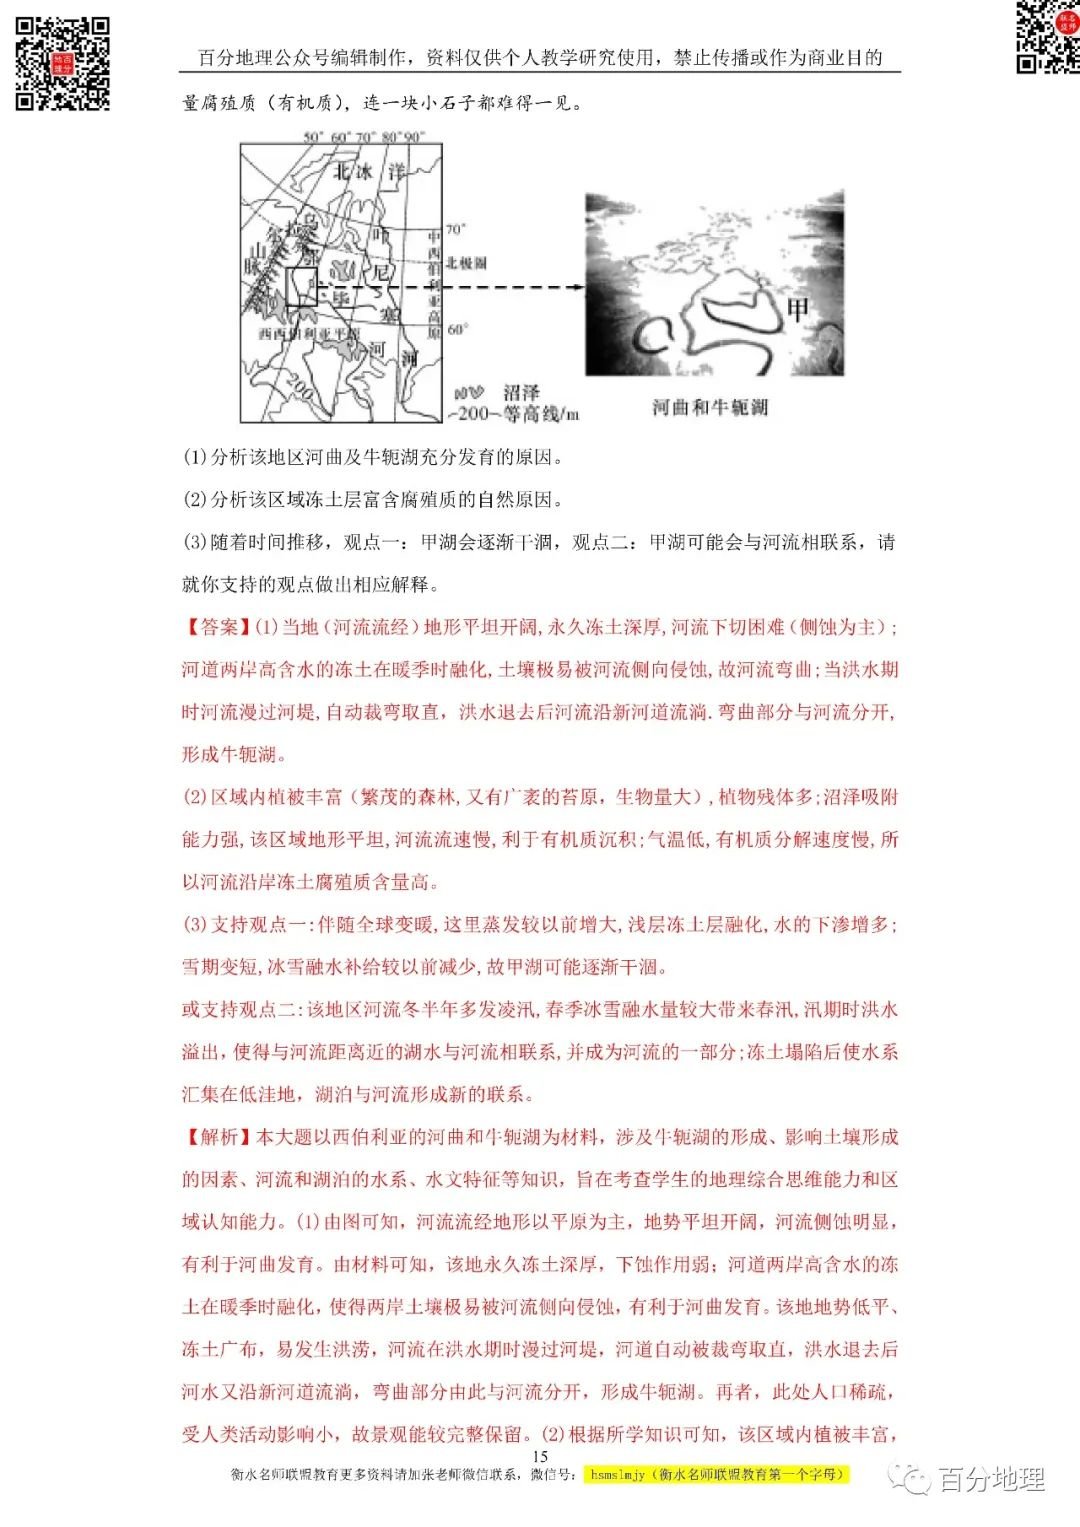 百分地理公众号编辑制作，资料仅供个人教学研究使用，禁止传播或作为商业目的
量腐殖质（有机质），连一块小石子都难得一见。
50° 60° 70° 80° 90°
北冰洋
70°
北极圈
60°
乌拉尔山脉
鄂毕河
叶尼塞河
中西伯利亚高原
西西伯利亚平原
200
沼泽
~200~等高线/m
甲
河曲和牛轭湖
(1)分析该地区河曲及牛轭湖充分发育的原因。
(2)分析该区域冻土层富含腐殖质的自然原因。
(3)随着时间推移，观点一：甲湖会逐渐干涸，观点二：甲湖可能会与河流相联系，请
就你支持的观点做出相应解释。
【答案】(1)当地（河流流经）地形平坦开阔,永久冻土深厚,河流下切困难（侧蚀为主）;
河道两岸高含水的冻土在暖季时融化,土壤极易被河流侧向侵蚀,故河流弯曲;当洪水期
时河流漫过河堤,自动裁弯取直，洪水退去后河流沿新河道流淌.弯曲部分与河流分开,
形成牛轭湖。
(2)区域内植被丰富（繁茂的森林,又有广袤的苔原，生物量大）,植物残体多;沼泽吸附
能力强,该区域地形平坦,河流流速慢,利于有机质沉积;气温低,有机质分解速度慢,所
以河流沿岸冻土腐殖质含量高。
(3)支持观点一:伴随全球变暖,这里蒸发较以前增大,浅层冻土层融化,水的下渗增多;
雪期变短,冰雪融水补给较以前减少,故甲湖可能逐渐干涸。
或支持观点二:该地区河流冬半年多发凌汛,春季冰雪融水量较大带来春汛,汛期时洪水
溢出，使得与河流距离近的湖水与河流相联系,并成为河流的一部分;冻土塌陷后使水系
汇集在低洼地，湖泊与河流形成新的联系。
【解析】本大题以西伯利亚的河曲和牛轭湖为材料，涉及牛轭湖的形成、影响土壤形成
的因素、河流和湖泊的水系、水文特征等知识，旨在考查学生的地理综合思维能力和区
域认知能力。(1)由图可知，河流流经地形以平原为主，地势平坦开阔，河流侧蚀明显，
有利于河曲发育。由材料可知，该地永久冻土深厚，下蚀作用弱；河道两岸高含水的冻
土在暖季时融化，使得两岸土壤极易被河流侧向侵蚀，有利于河曲发育。该地地势低平、
冻土广布，易发生洪涝，河流在洪水期时漫过河堤，河道自动被裁弯取直，洪水退去后
河水又沿新河道流淌，弯曲部分由此与河流分开，形成牛轭湖。再者，此处人口稀疏，
受人类活动影响小，故景观能较完整保留。(2)根据所学知识可知，该区域内植被丰富，
15
衡水名师联盟教育更多资料请加张老师微信联系，微信号： hsmslmjy（衡水名师联盟教育第一个字母）
百分地理